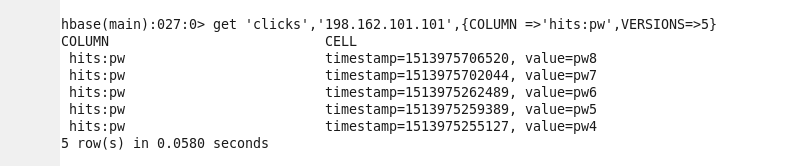 hbase(main):027:0> get 'clicks','198.162.101.101',{COLUMN =>'hits:pw',VERSIONS=>5}
COLUMN CELL
hits:pw timestamp=1513975706520, value=pw8
hits:pw timestamp=1513975702044, value=pw7
hits:pw timestamp=1513975262489, value=pw6
hits:pw timestamp=1513975259389, value=pw5
hits:pw timestamp=1513975255127, value=pw4
5 row(s) in 0.0580 seconds